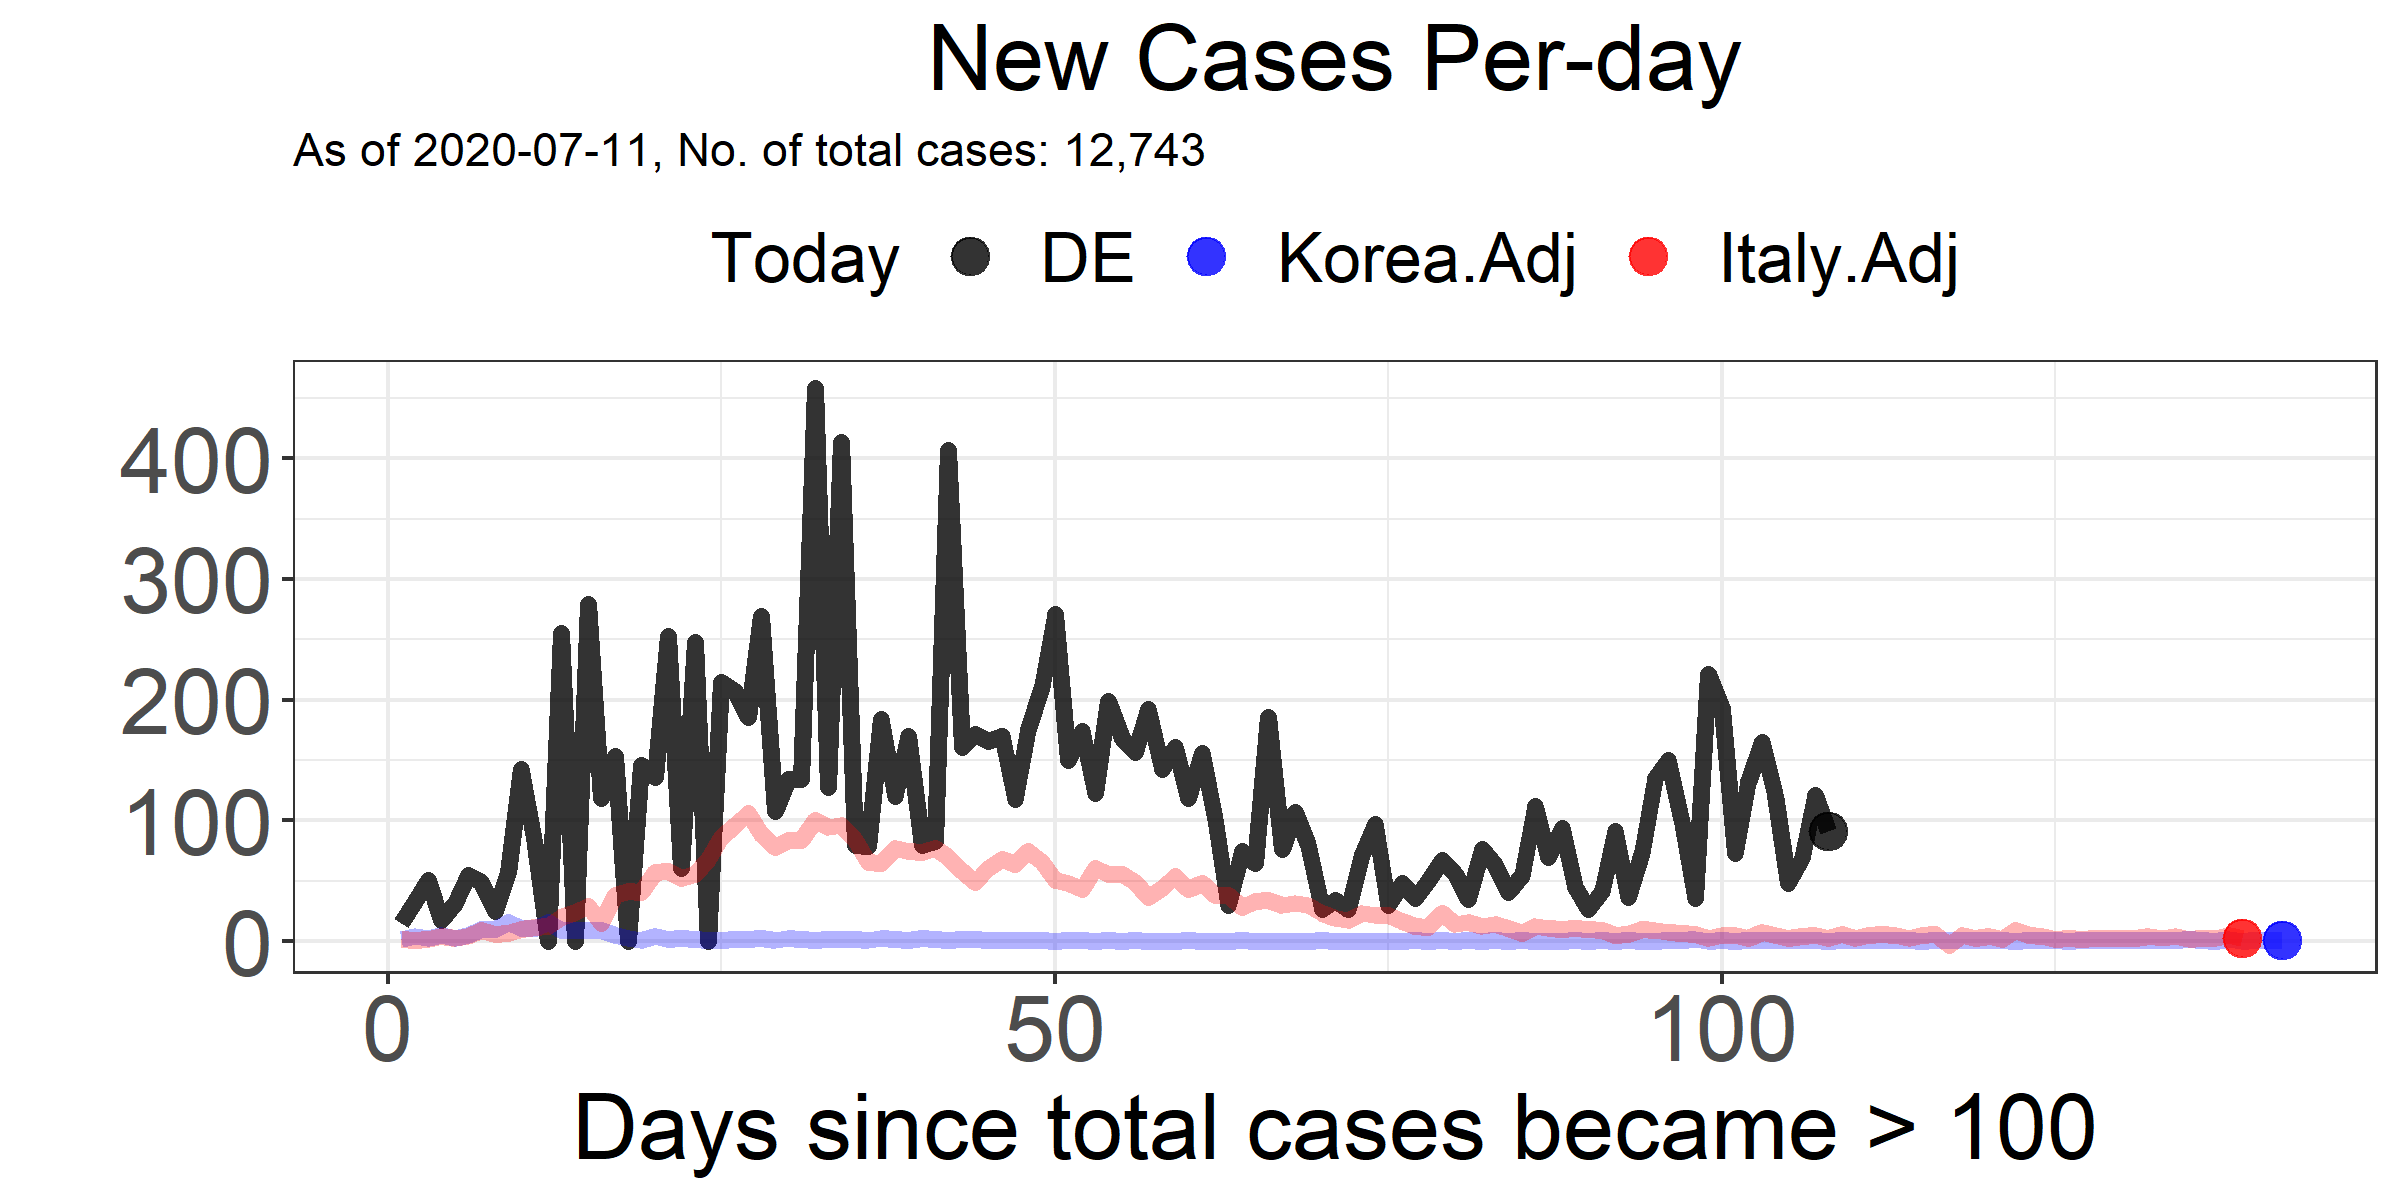 New Cases Per-day
As of 2020-07-11, No. of total cases: 12,743
Today DE Korea.Adj Italy.Adj
400
300
200
100
0
0 50 100
Days since total cases became > 100